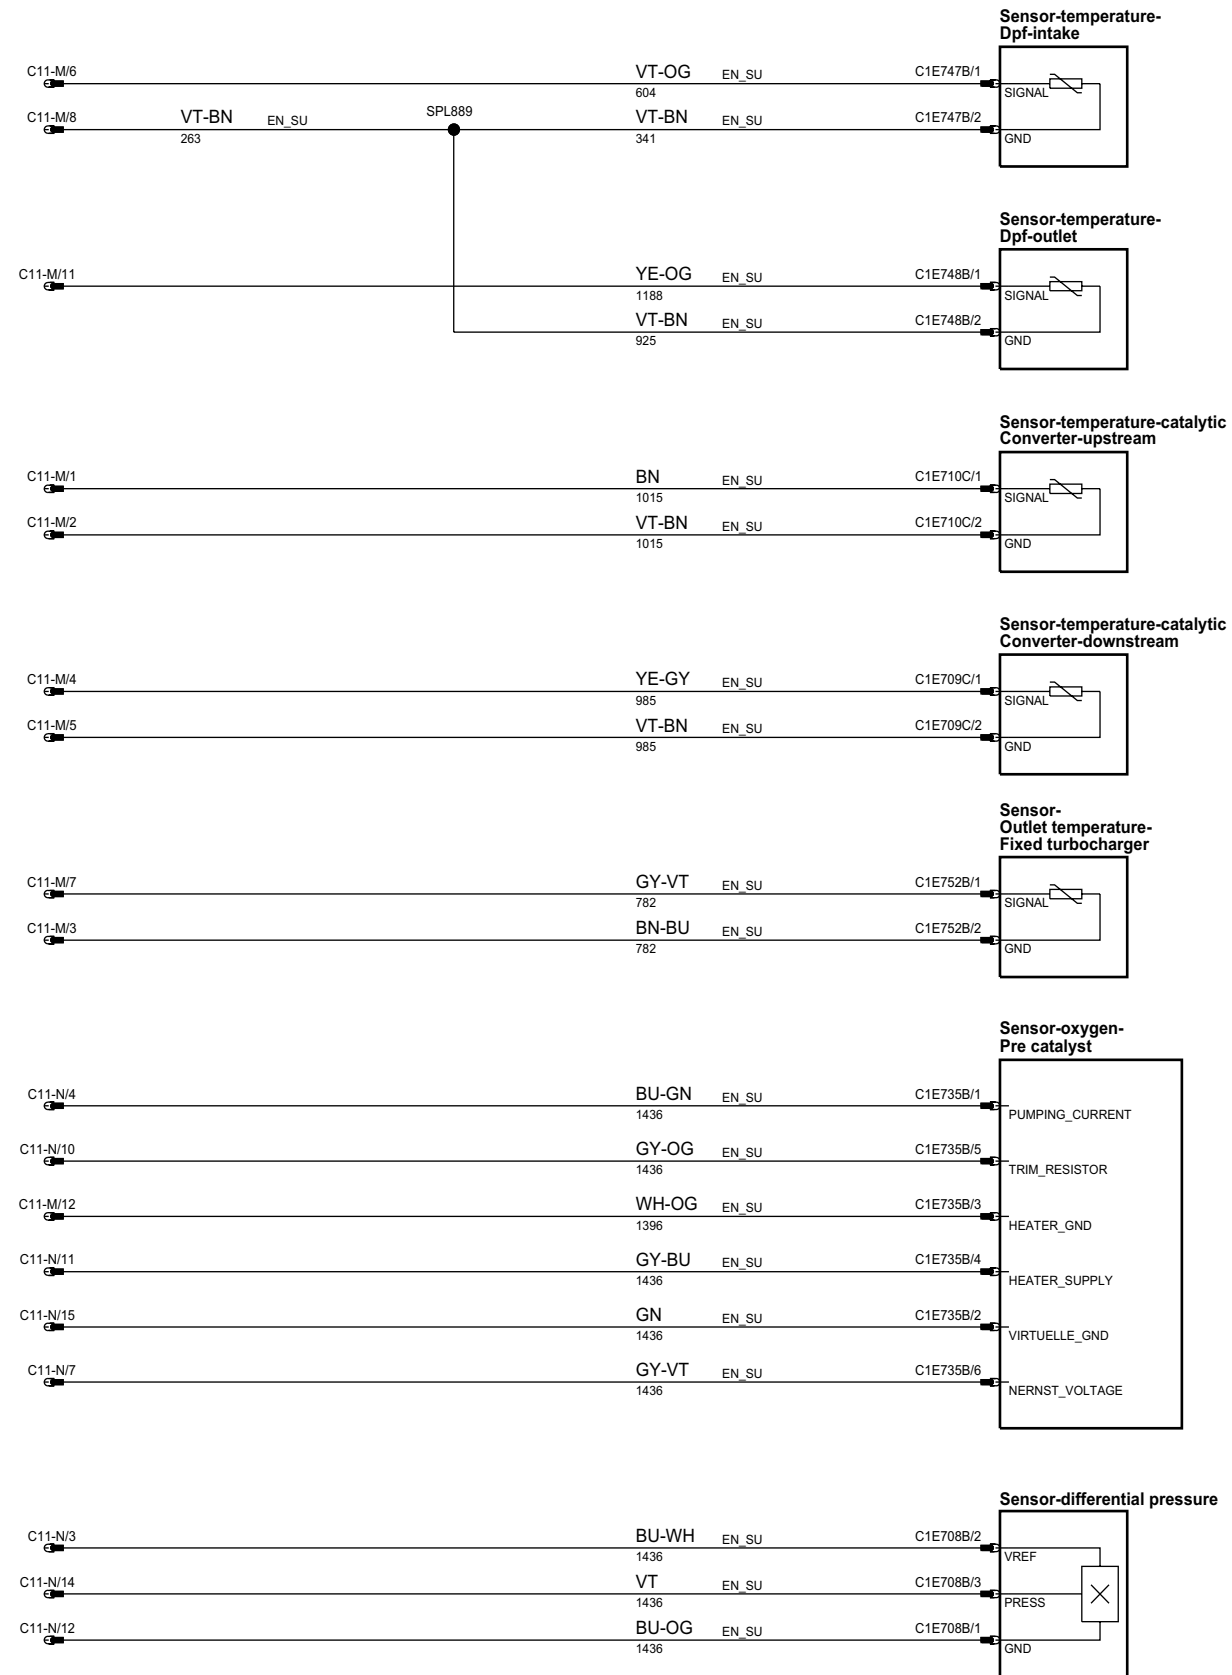 Sensor-temperature-
Dpf-intake
C11-M/6 VT-OG EN_SU C1E747B/1
604 SIGNAL
C11-M/8 VT-BN EN_SU SPL889 VT-BN EN_SU C1E747B/2
263 341 GND
Sensor-temperature-
Dpf-outlet
C11-M/11 YE-OG EN_SU C1E748B/1
1188 SIGNAL
VT-BN EN_SU C1E748B/2
925 GND
Sensor-temperature-catalytic
Converter-upstream
C11-M/1 BN EN_SU C1E710C/1
1015 SIGNAL
C11-M/2 VT-BN EN_SU C1E710C/2
1015 GND
Sensor-temperature-catalytic
Converter-downstream
C11-M/4 YE-GY EN_SU C1E709C/1
985 SIGNAL
C11-M/5 VT-BN EN_SU C1E709C/2
985 GND
Sensor-
Outlet temperature-
Fixed turbocharger
C11-M/7 GY-VT EN_SU C1E752B/1
782 SIGNAL
C11-M/3 BN-BU EN_SU C1E752B/2
782 GND
Sensor-oxygen-
Pre catalyst
C11-N/4 BU-GN EN_SU C1E735B/1
1436 PUMPING_CURRENT
C11-N/10 GY-OG EN_SU C1E735B/5
1436 TRIM_RESISTOR
C11-M/12 WH-OG EN_SU C1E735B/3
1396 HEATER_GND
C11-N/11 GY-BU EN_SU C1E735B/4
1436 HEATER_SUPPLY
C11-N/15 GN EN_SU C1E735B/2
1436 VIRTUELLE_GND
C11-N/7 GY-VT EN_SU C1E735B/6
1436 NERNST_VOLTAGE
Sensor-differential pressure
C11-N/3 BU-WH EN_SU C1E708B/2
1436 VREF
C11-N/14 VT EN_SU C1E708B/3
1436 PRESS
C11-N/12 BU-OG EN_SU C1E708B/1
1436 GND